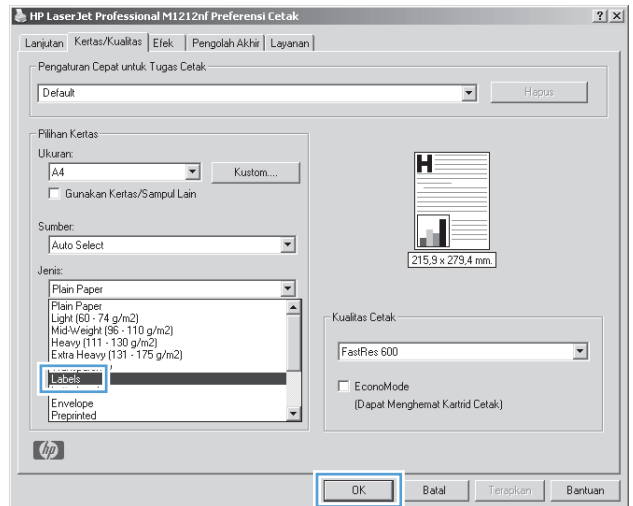 HP LaserJet Professional M1212nf Preferensi Cetak
Lanjutan Kertas/Kualitas Efek Pengolah Akhir Layanan
Pengaturan Cepat untuk Tugas Cetak
Default
Hapus
Pilihan Kertas
Ukuran:
A4
Kustom....
Gunakan Kertas/Sampul Lain
Sumber:
Auto Select
Jenis:
Plain Paper
Plain Paper
Light (60 - 74 g/m2)
Mid-Weight (96 - 110 g/m2)
Heavy (111 - 130 g/m2)
Extra Heavy (131 - 175 g/m2)
Labels
Envelope
Preprinted
H
215,9 x 279,4 mm.
Kualitas Cetak
FastRes 600
EconoMode
(Dapat Menghemat Kartrid Cetak)
hp
OK Batal Terapkan Bantuan